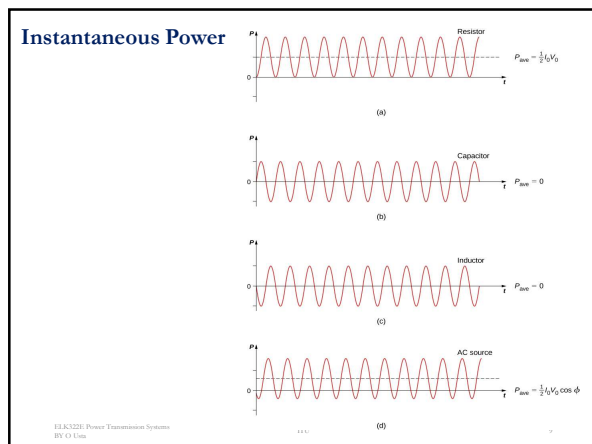 Instantaneous Power
P
Resistor
P_ave = ½I₀V₀
0
t
(a)
P
Capacitor
0
P_ave = 0
t
(b)
P
Inductor
0
P_ave = 0
t
(c)
P
AC source
0
P_ave = ½I₀V₀ cos ϕ
t
(d)
ELK322E Power Transmission Systems
BY O Usta